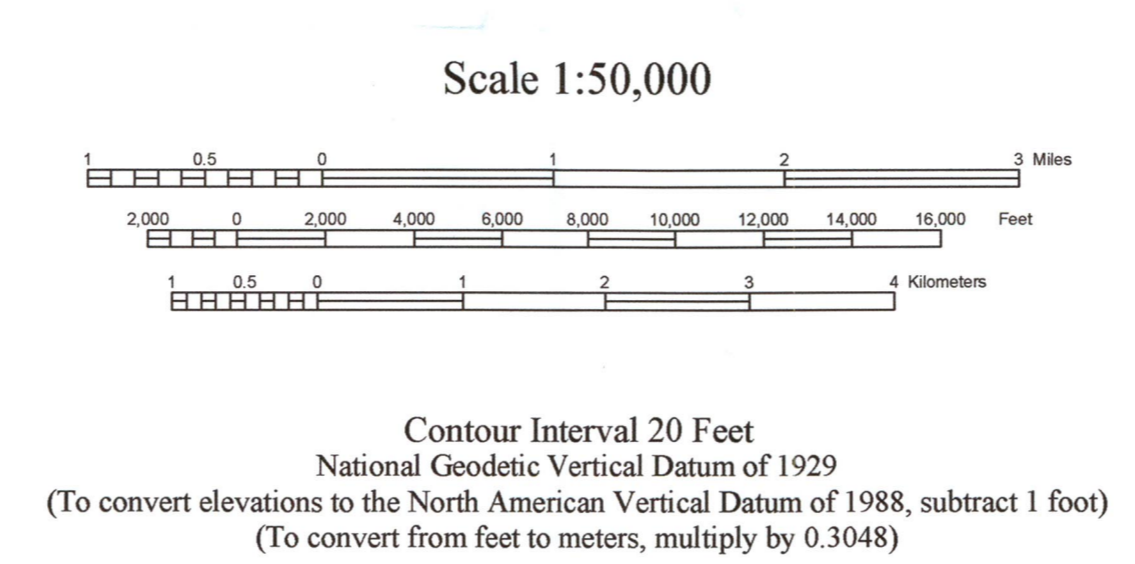 Scale 1:50,000
1 0.5 0 1 2 3 Miles
2,000 0 2,000 4,000 6,000 8,000 10,000 12,000 14,000 16,000 Feet
1 0.5 0 1 2 3 4 Kilometers
Contour Interval 20 Feet
National Geodetic Vertical Datum of 1929
(To convert elevations to the North American Vertical Datum of 1988, subtract 1 foot)
(To convert from feet to meters, multiply by 0.3048)